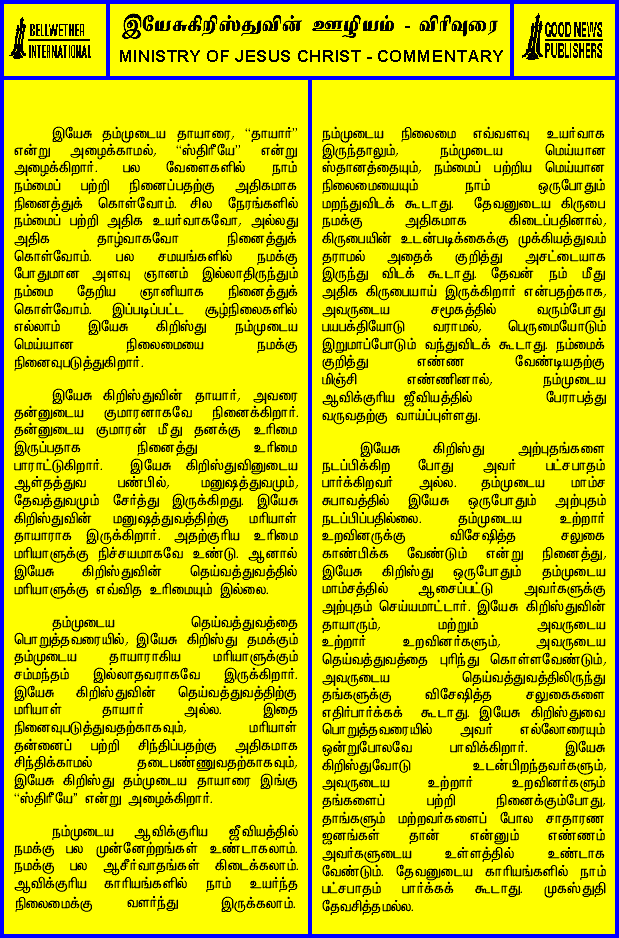 BELLWETHER
INTERNATIONAL
இயேசுகிறிஸ்துவின் ஊழியம் - விரிவுரை
MINISTRY OF JESUS CHRIST - COMMENTARY
GOOD NEWS
PUBLISHERS
இயேசு தம்முடைய தாயாரை, “தாயார்”
என்று அழைக்காமல், “ஸ்திரீயே” என்று
அழைக்கிறார். பல வேளைகளில் நாம்
நம்மைப் பற்றி நினைப்பதற்கு அதிகமாக
நினைத்துக் கொள்வோம். சில நேரங்களில்
நம்மைப் பற்றி அதிக உயர்வாகவோ, அல்லது
அதிக தாழ்வாகவோ நினைத்துக்
கொள்வோம். பல சமயங்களில் நமக்கு
போதுமான அளவு ஞானம் இல்லாதிருந்தும்
நம்மை தேறிய ஞானியாக நினைத்துக்
கொள்வோம். இப்படிப்பட்ட சூழ்நிலைகளில்
எல்லாம் இயேசு கிறிஸ்து நம்முடைய
மெய்யான நிலைமையை நமக்கு
நினைவுபடுத்துகிறார்.
இயேசு கிறிஸ்துவின் தாயார், அவரை
தன்னுடைய குமாரனாகவே நினைக்கிறார்.
தன்னுடைய குமாரன் மீது தனக்கு உரிமை
இருப்பதாக நினைத்து உரிமை
பாராட்டுகிறார். இயேசு கிறிஸ்துவினுடைய
ஆள்தத்துவ பண்பில், மனுஷத்துவமும்,
தேவத்துவமும் சேர்த்து இருக்கிறது. இயேசு
கிறிஸ்துவின் மனுஷத்துவத்திற்கு மரியாள்
தாயாராக இருக்கிறார். அதற்குரிய உரிமை
மரியாளுக்கு நிச்சயமாகவே உண்டு. ஆனால்
இயேசு கிறிஸ்துவின் தெய்வத்துவத்தில்
மரியாளுக்கு எவ்வித உரிமையும் இல்லை.
தம்முடைய தெய்வத்துவத்தை
பொறுத்தவரையில், இயேசு கிறிஸ்து தமக்கும்
தம்முடைய தாயாராகிய மரியாளுக்கும்
சம்மந்தம் இல்லாதவராகவே இருக்கிறார்.
இயேசு கிறிஸ்துவின் தெய்வத்துவத்திற்கு
மரியாள் தாயார் அல்ல. இதை
நினைவுபடுத்துவதற்காகவும், மரியாள்
தன்னைப் பற்றி சிந்திப்பதற்கு அதிகமாக
சிந்திக்காமல் தடைபண்ணுவதற்காகவும்,
இயேசு கிறிஸ்து தம்முடைய தாயாரை இங்கு
“ஸ்திரீயே” என்று அழைக்கிறார்.
நம்முடைய ஆவிக்குரிய ஜீவியத்தில்
நமக்கு பல முன்னேற்றங்கள் உண்டாகலாம்.
நமக்கு பல ஆசீர்வாதங்கள் கிடைக்கலாம்.
ஆவிக்குரிய காரியங்களில் நாம் உயர்ந்த
நிலைமைக்கு வளர்ந்து இருக்கலாம்.
நம்முடைய நிலைமை எவ்வளவு உயர்வாக
இருந்தாலும், நம்முடைய மெய்யான
ஸ்தானத்தையும், நம்மைப் பற்றிய மெய்யான
நிலைமையையும் நாம் ஒருபோதும்
மறந்துவிடக் கூடாது. தேவனுடைய கிருபை
நமக்கு அதிகமாக கிடைப்பதினால்,
கிருபையின் உடன்படிக்கைக்கு முக்கியத்துவம்
தராமல் அதைக் குறித்து அசட்டையாக
இருந்து விடக் கூடாது. தேவன் நம் மீது
அதிக கிருபையாய் இருக்கிறார் என்பதற்காக,
அவருடைய சமூகத்தில் வரும்போது
பயபக்தியோடு வராமல், பெருமையோடும்
இறுமாப்போடும் வந்துவிடக் கூடாது. நம்மைக்
குறித்து எண்ண வேண்டியதற்கு
மிஞ்சி எண்ணினால், நம்முடைய
ஆவிக்குரிய ஜீவியத்தில் பேராபத்து
வருவதற்கு வாய்ப்புள்ளது.
இயேசு கிறிஸ்து அற்புதங்களை
நடப்பிக்கிற போது அவர் பட்சபாதம்
பார்க்கிறவர் அல்ல. தம்முடைய மாம்ச
சுபாவத்தில் இயேசு ஒருபோதும் அற்புதம்
நடப்பிப்பதில்லை. தம்முடைய உற்றார்
உறவினருக்கு விசேஷித்த சலுகை
காண்பிக்க வேண்டும் என்று நினைத்து,
இயேசு கிறிஸ்து ஒருபோதும் தம்முடைய
மாம்சத்தில் ஆசைப்பட்டு அவர்களுக்கு
அற்புதம் செய்யமாட்டார். இயேசு கிறிஸ்துவின்
தாயாரும், மற்றும் அவருடைய
உற்றார் உறவினர்களும், அவருடைய
தெய்வத்துவத்தை புரிந்து கொள்ளவேண்டும்,
அவருடைய தெய்வத்துவத்திலிருந்து
தங்களுக்கு விசேஷித்த சலுகைகளை
எதிர்பார்க்கக் கூடாது. இயேசு கிறிஸ்துவை
பொறுத்தவரையில் அவர் எல்லோரையும்
ஒன்றுபோலவே பாவிக்கிறார். இயேசு
கிறிஸ்துவோடு உடன்பிறந்தவர்களும்,
அவருடைய உற்றார் உறவினர்களும்
தங்களைப் பற்றி நினைக்கும்போது,
தாங்களும் மற்றவர்களைப் போல சாதாரண
ஜனங்கள் தான் என்னும் எண்ணம்
அவர்களுடைய உள்ளத்தில் உண்டாக
வேண்டும். தேவனுடைய காரியங்களில் நாம்
பட்சபாதம் பார்க்கக் கூடாது. முகஸ்துதி
தேவசித்தமல்ல.